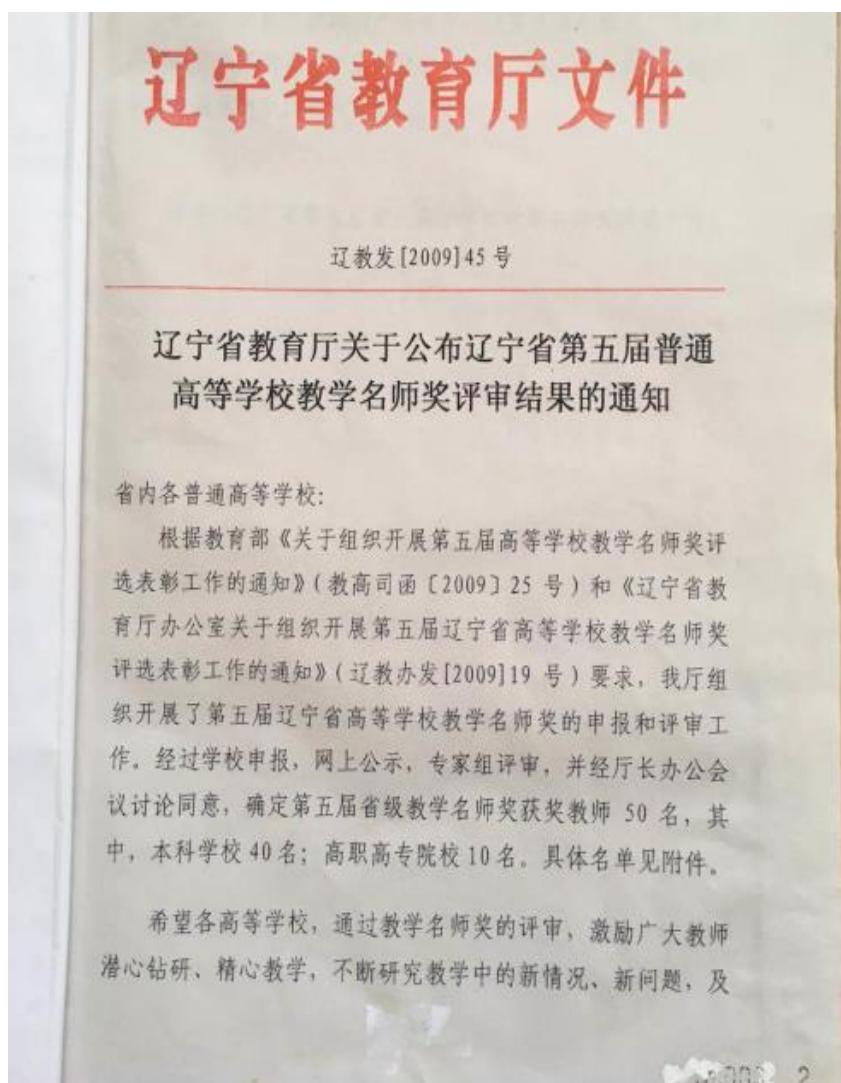 辽宁省教育厅文件
辽教发[2009]45 号
辽宁省教育厅关于公布辽宁省第五届普通
高等学校教学名师奖评审结果的通知
省内各普通高等学校:
根据教育部《关于组织开展第五届高等学校教学名师奖评
选表彰工作的通知》(教高司函〔2009〕25 号)和《辽宁省教
育厅办公室关于组织开展第五届辽宁省高等学校教学名师奖
评选表彰工作的通知》(辽教办发[2009]19 号)要求，我厅组
织开展了第五届辽宁省高等学校教学名师奖的申报和评审工
作。经过学校申报，网上公示，专家组评审，并经厅长办公会
议讨论同意，确定第五届省级教学名师奖获奖教师 50 名，其
中，本科学校 40 名；高职高专院校 10 名。具体名单见附件。
希望各高等学校，通过教学名师奖的评审，激励广大教师
潜心钻研、精心教学，不断研究教学中的新情况、新问题，及